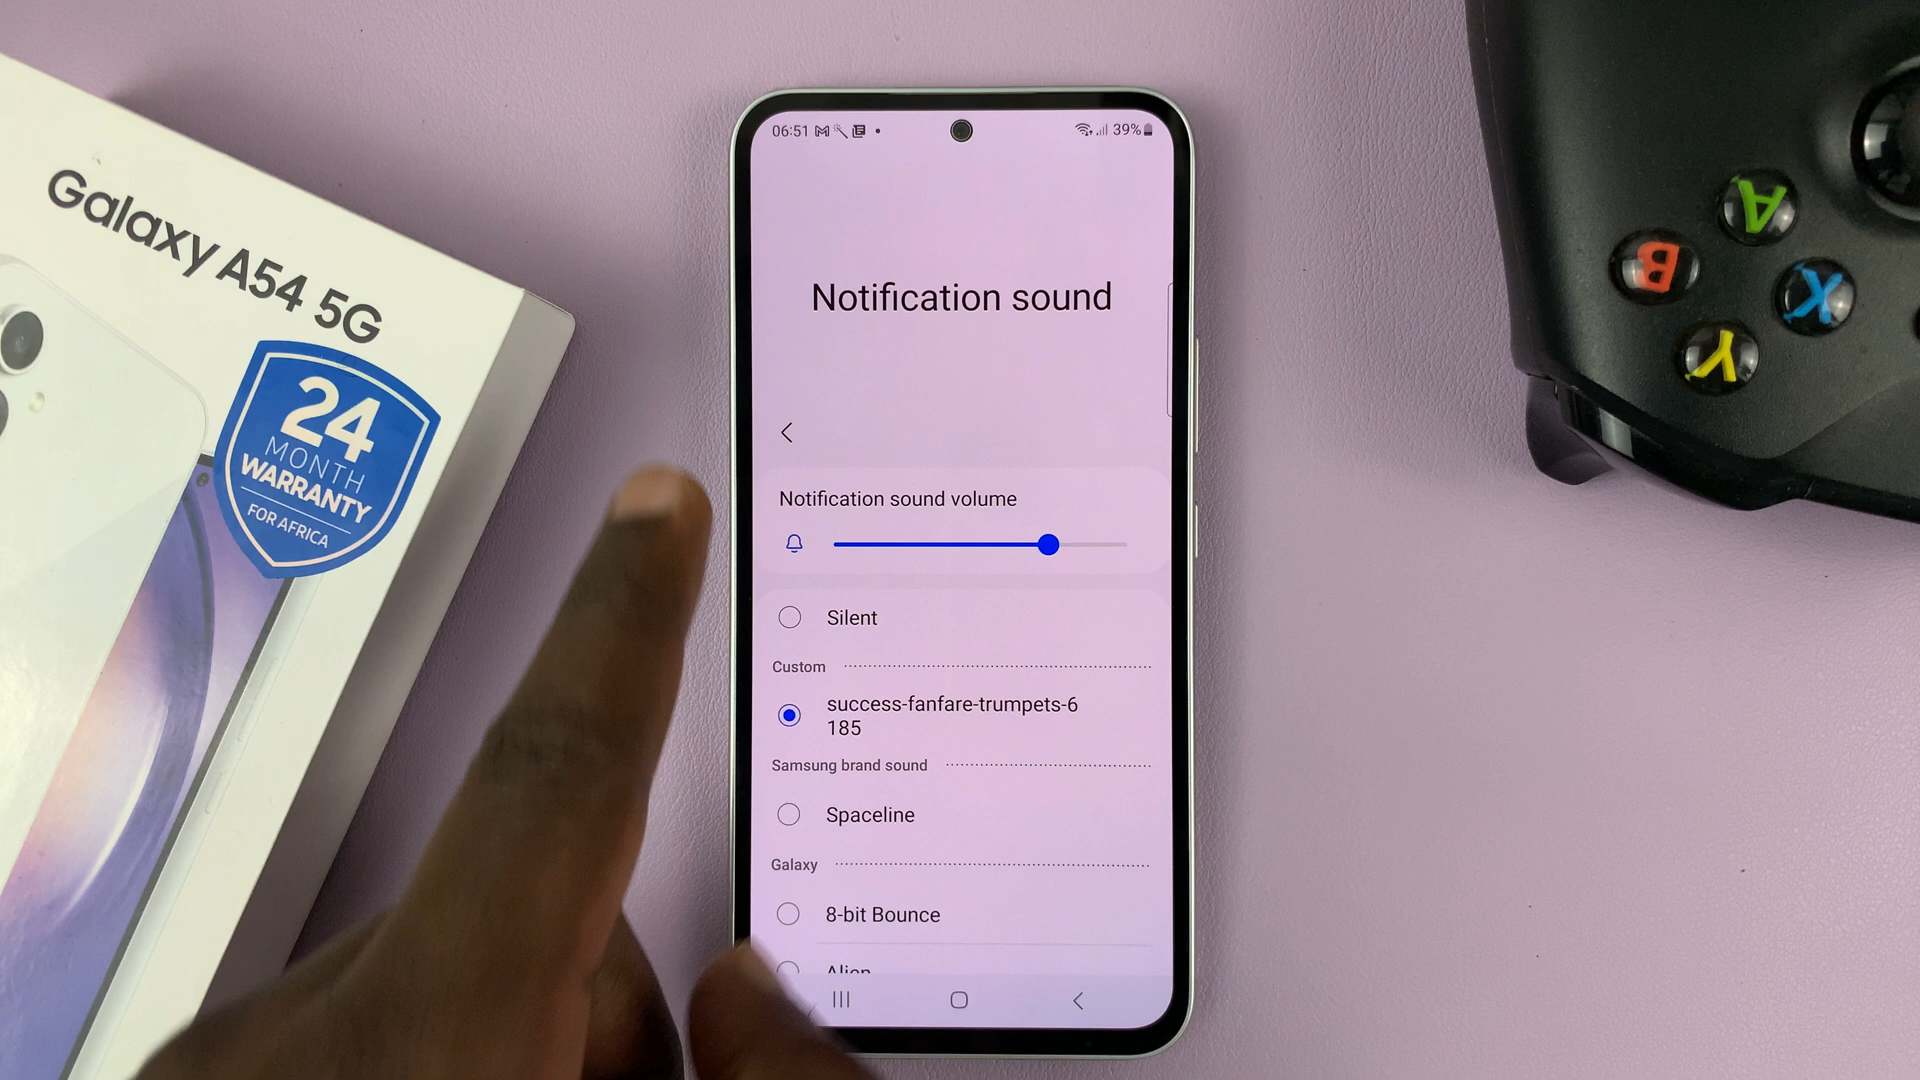 Galaxy A54 5G
24
MONTH
WARRANTY
FOR AFRICA
06:51
39%
Notification sound
Notification sound volume
Silent
Custom
success-fanfare-trumpets-6
185
Samsung brand sound
Spaceline
Galaxy
8-bit Bounce
Alien
A
B
X
Y